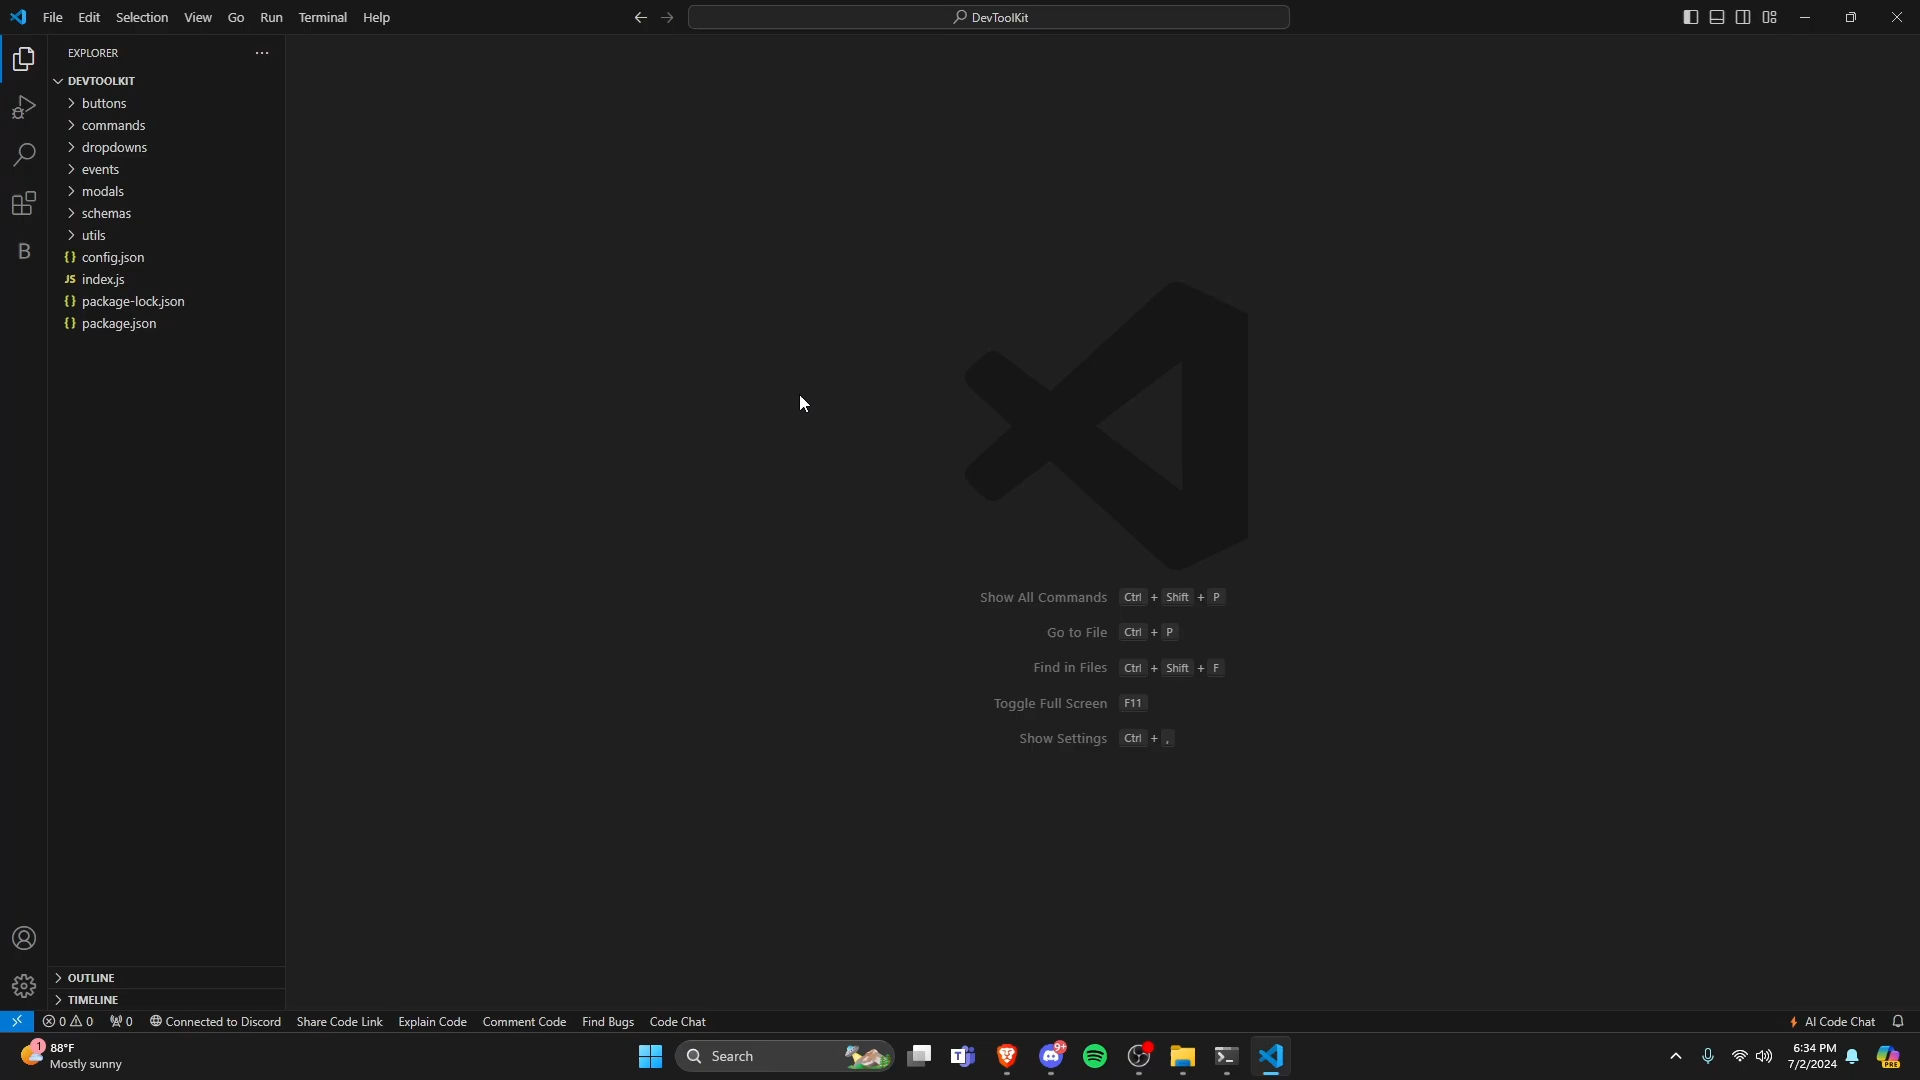 File Edit Selection View Go Run Terminal Help
DevToolKit
EXPLORER
DEVTOOLKIT
buttons
commands
dropdowns
events
modals
schemas
utils
{} config.json
JS index.js
{} package-lock.json
{} package.json
B
Show All Commands Ctrl + Shift + P
Go to File Ctrl + P
Find in Files Ctrl + Shift + F
Toggle Full Screen F11
Show Settings Ctrl + ,
OUTLINE
TIMELINE
0 0 0 Connected to Discord Share Code Link Explain Code Comment Code Find Bugs Code Chat AI Code Chat
1 88°F
Mostly sunny
Search
T
9+
6:34 PM
7/2/2024
PRE